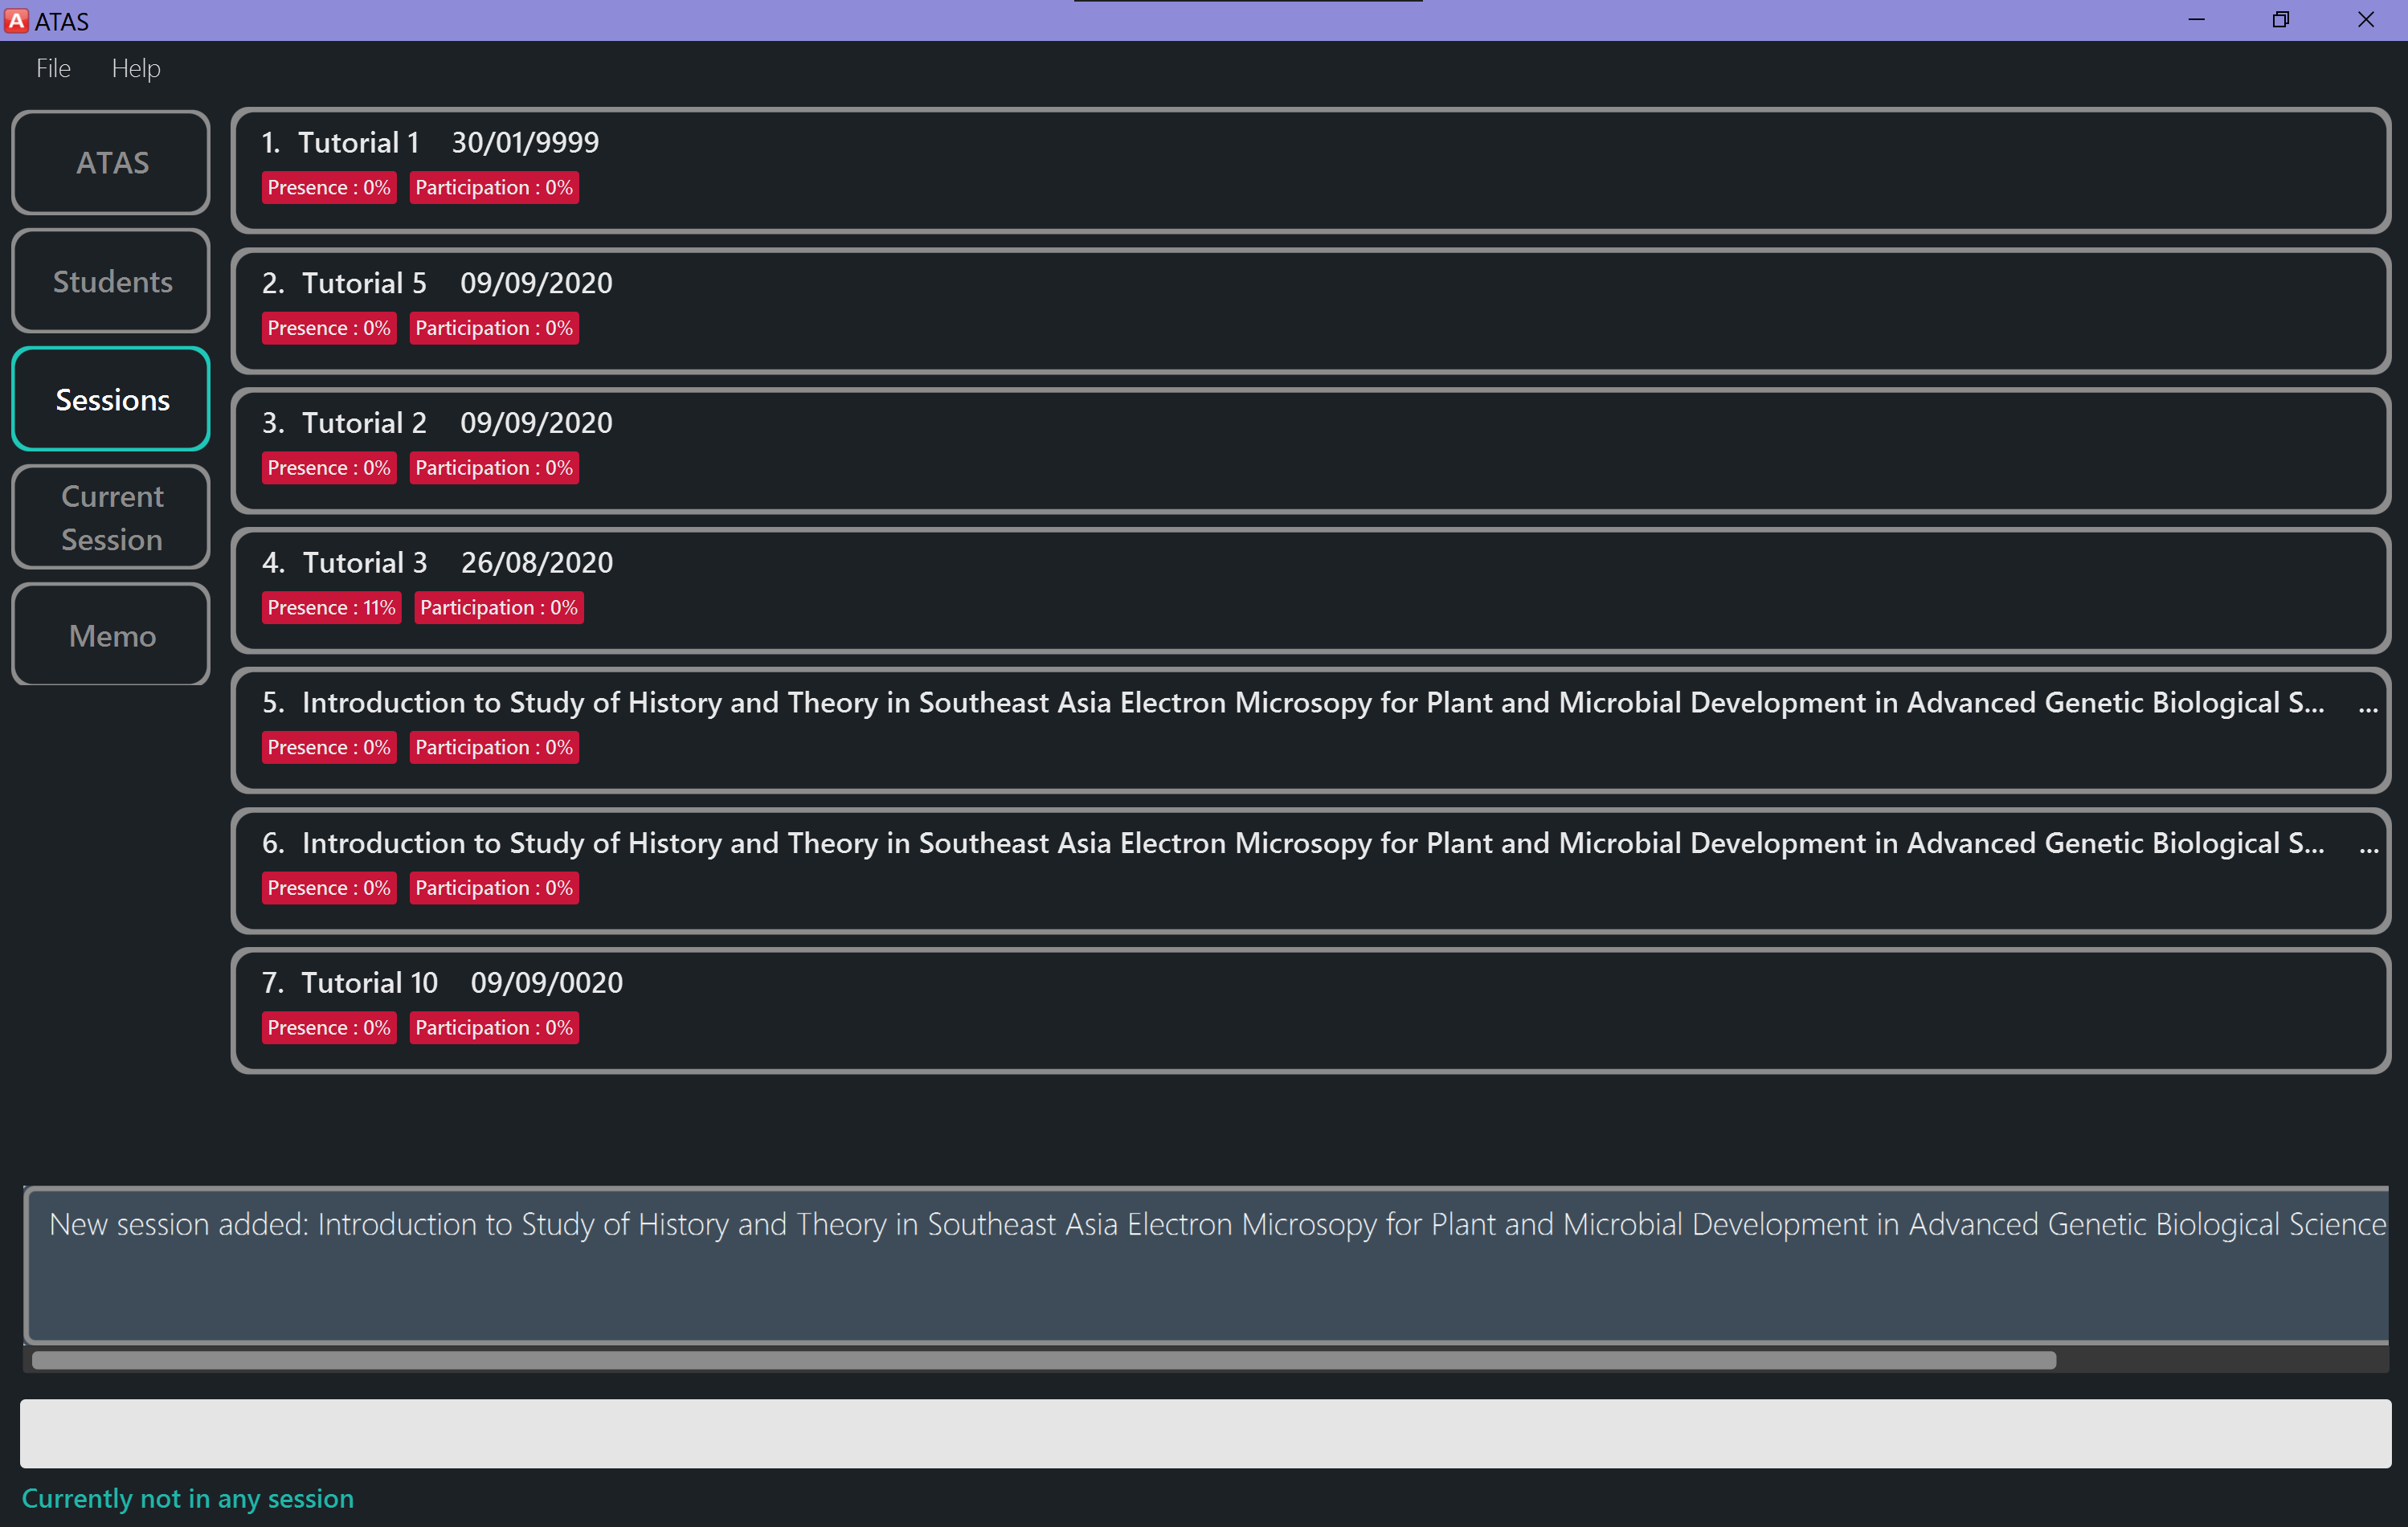 ATAS
File Help
ATAS
Students
Sessions
Current
Session
Memo
1. Tutorial 1 30/01/9999
Presence : 0% Participation : 0%
2. Tutorial 5 09/09/2020
Presence : 0% Participation : 0%
3. Tutorial 2 09/09/2020
Presence : 0% Participation : 0%
4. Tutorial 3 26/08/2020
Presence : 11% Participation : 0%
5. Introduction to Study of History and Theory in Southeast Asia Electron Microsopy for Plant and Microbial Development in Advanced Genetic Biological S... ...
Presence : 0% Participation : 0%
6. Introduction to Study of History and Theory in Southeast Asia Electron Microsopy for Plant and Microbial Development in Advanced Genetic Biological S... ...
Presence : 0% Participation : 0%
7. Tutorial 10 09/09/0020
Presence : 0% Participation : 0%
New session added: Introduction to Study of History and Theory in Southeast Asia Electron Microsopy for Plant and Microbial Development in Advanced Genetic Biological Science
Currently not in any session